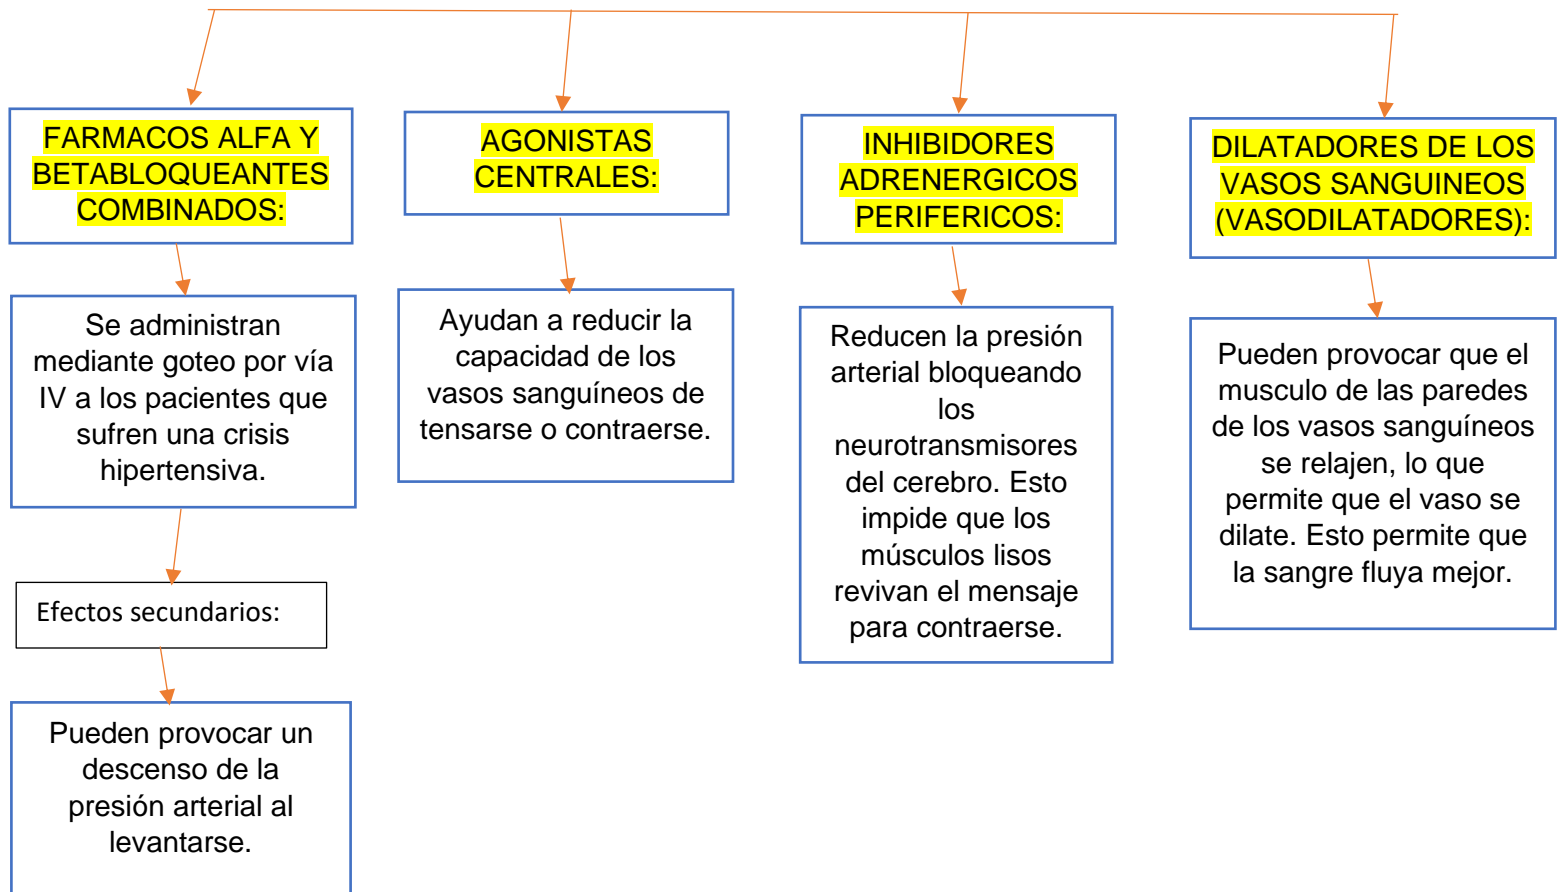 FARMACOS ALFA Y
BETABLOQUEANTES
COMBINADOS:
Se administran
mediante goteo por vía
IV a los pacientes que
sufren una crisis
hipertensiva.
Efectos secundarios:
Pueden provocar un
descenso de la
presión arterial al
levantarse.
AGONISTAS
CENTRALES:
Ayudan a reducir la
capacidad de los
vasos sanguíneos de
tensarse o contraerse.
INHIBIDORES
ADRENERGICOS
PERIFERICOS:
Reducen la presión
arterial bloqueando
los
neurotransmisores
del cerebro. Esto
impide que los
músculos lisos
revivan el mensaje
para contraerse.
DILATADORES DE LOS
VASOS SANGUINEOS
(VASODILATADORES):
Pueden provocar que el
musculo de las paredes
de los vasos sanguíneos
se relajen, lo que
permite que el vaso se
dilate. Esto permite que
la sangre fluya mejor.